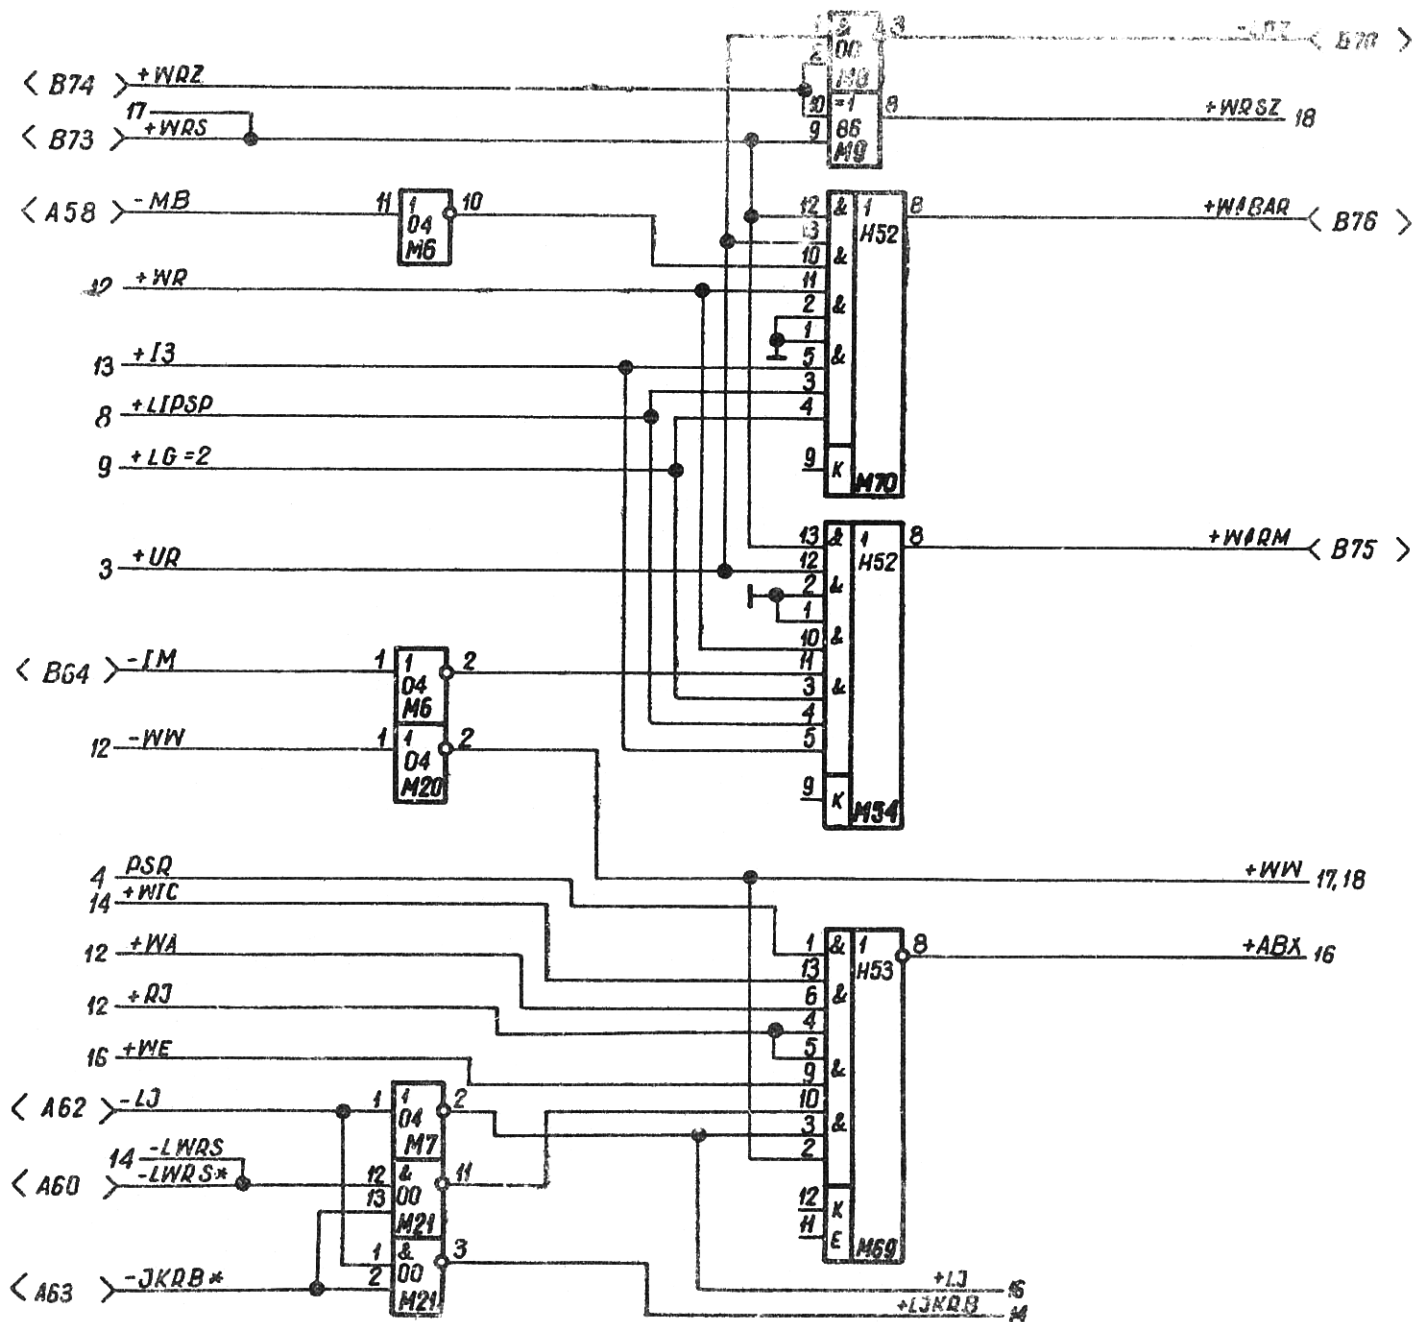 1 & 3
00
2 M8
B74 +WRZ
10 =1 8 +WRSZ 18
17
B73 +WRS
9 86
M9
A58 -MB 11 1 10
04
M6
12 & 1 8 +W1BAR B76
13 H52
10 &
12 +WR 11
2 &
1
13 +I3 5 &
3
8 +LIPSP 4
9 +LG=2 9 K M70
13 & 1 8 +W1RM B75
3 +UR 12 H52
2 &
1
10 &
B64 -IM 1 1 2 11
04 3 &
M6 4
12 -WW 1 1 2 5
04
M20 9 K M54
4 PSR +WW 17,18
14 +WIC
12 +WA 1 & 1 8 +ABX 16
13 H53
6 &
12 +RJ 4
5
16 +WE 9 &
A62 -LJ 1 1 2 10
04 3 &
M7 2
14 -LWRS
A60 -LWRS* 12 & 11
13 00 12 K
M21 11 E M69
1 & 3
2 00
A63 -JKRB* M21
+LJ 16
+LJKRB